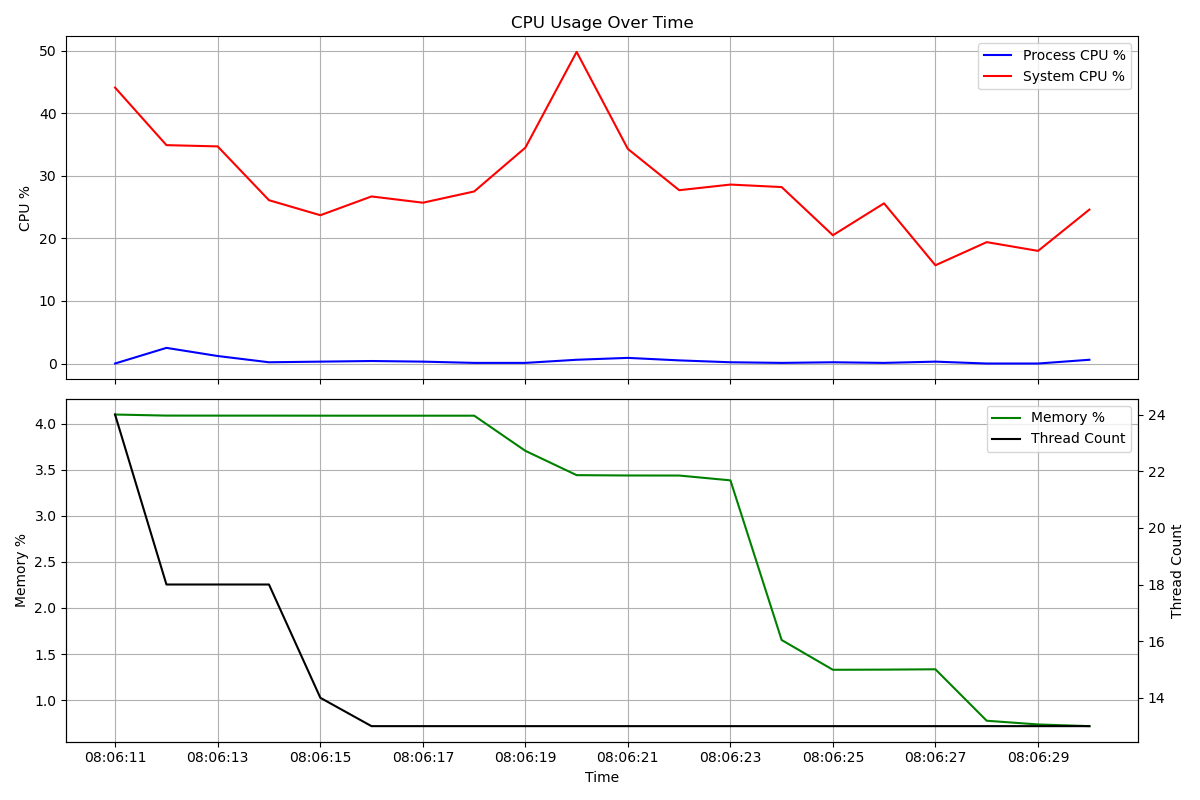 CPU Usage Over Time
CPU %
50
40
30
20
10
0
Process CPU %
System CPU %
Memory %
4.0
3.5
3.0
2.5
2.0
1.5
1.0
Memory %
Thread Count
24
22
20
18
16
14
Thread Count
08:06:11 08:06:13 08:06:15 08:06:17 08:06:19 08:06:21 08:06:23 08:06:25 08:06:27 08:06:29
Time